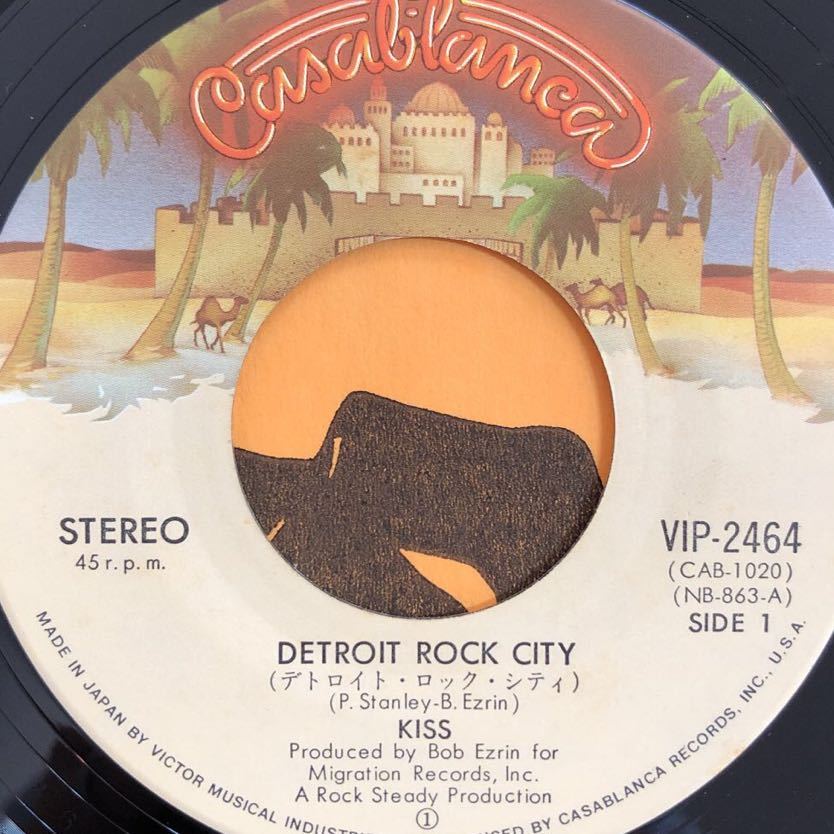 Casablanca
STEREO
45 r. p. m.
VIP-2464
(CAB-1020)
(NB-863-A)
SIDE 1
DETROIT ROCK CITY
(デトロイト・ロック・シティ)
(P. Stanley-B. Ezrin)
KISS
Produced by Bob Ezrin for
Migration Records, Inc.
A Rock Steady Production
①
MADE IN JAPAN BY VICTOR MUSICAL
BY CASABLANCA RECORDS, INC., U.S.A.